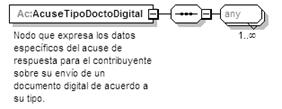 Ac:AcuseTipoDoctoDigital
any
1..∞
Nodo que expresa los datos
específicos del acuse de
respuesta para el contribuyente
sobre su envío de un
documento digital de acuerdo a
su tipo.